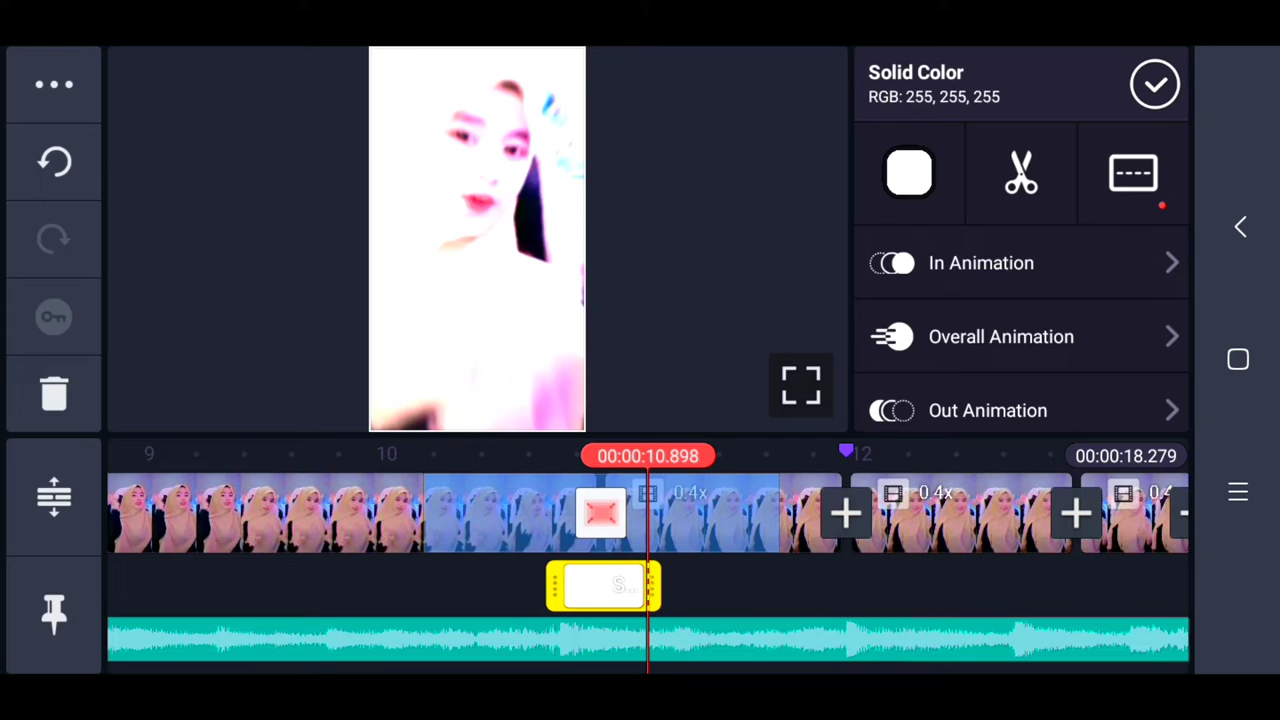 Solid Color
RGB: 255, 255, 255
In Animation
Overall Animation
Out Animation
9
10
00:00:10.898
12
00:00:18.279
0.4x
0 4x
0 4
S...